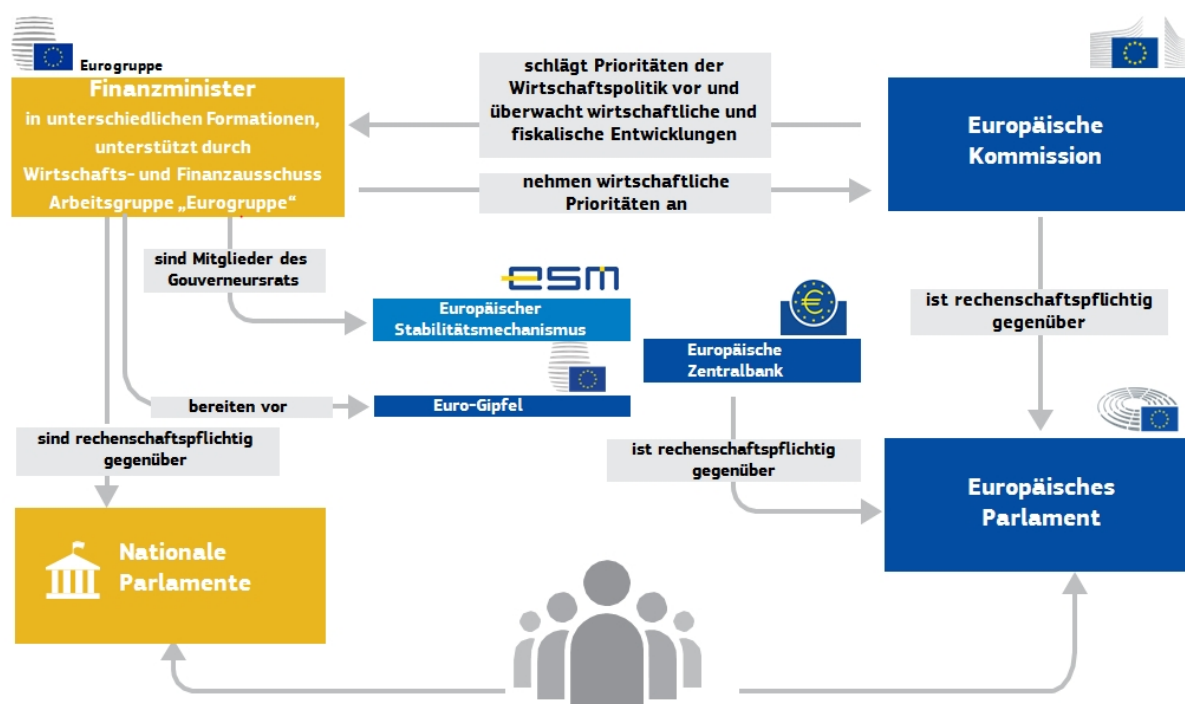 Eurogruppe
Finanzminister
in unterschiedlichen Formationen,
unterstützt durch
Wirtschafts- und Finanzausschuss
Arbeitsgruppe „Eurogruppe“
schlägt Prioritäten der
Wirtschaftspolitik vor und
überwacht wirtschaftliche und
fiskalische Entwicklungen
Europäische
Kommission
nehmen wirtschaftliche
Prioritäten an
sind Mitglieder des
Gouverneursrats
esm
Europäischer
Stabilitätsmechanismus
€
Europäische
Zentralbank
ist rechenschaftspflichtig
gegenüber
bereiten vor
Euro-Gipfel
sind rechenschaftspflichtig
gegenüber
ist rechenschaftspflichtig
gegenüber
Europäisches
Parlament
Nationale
Parlamente